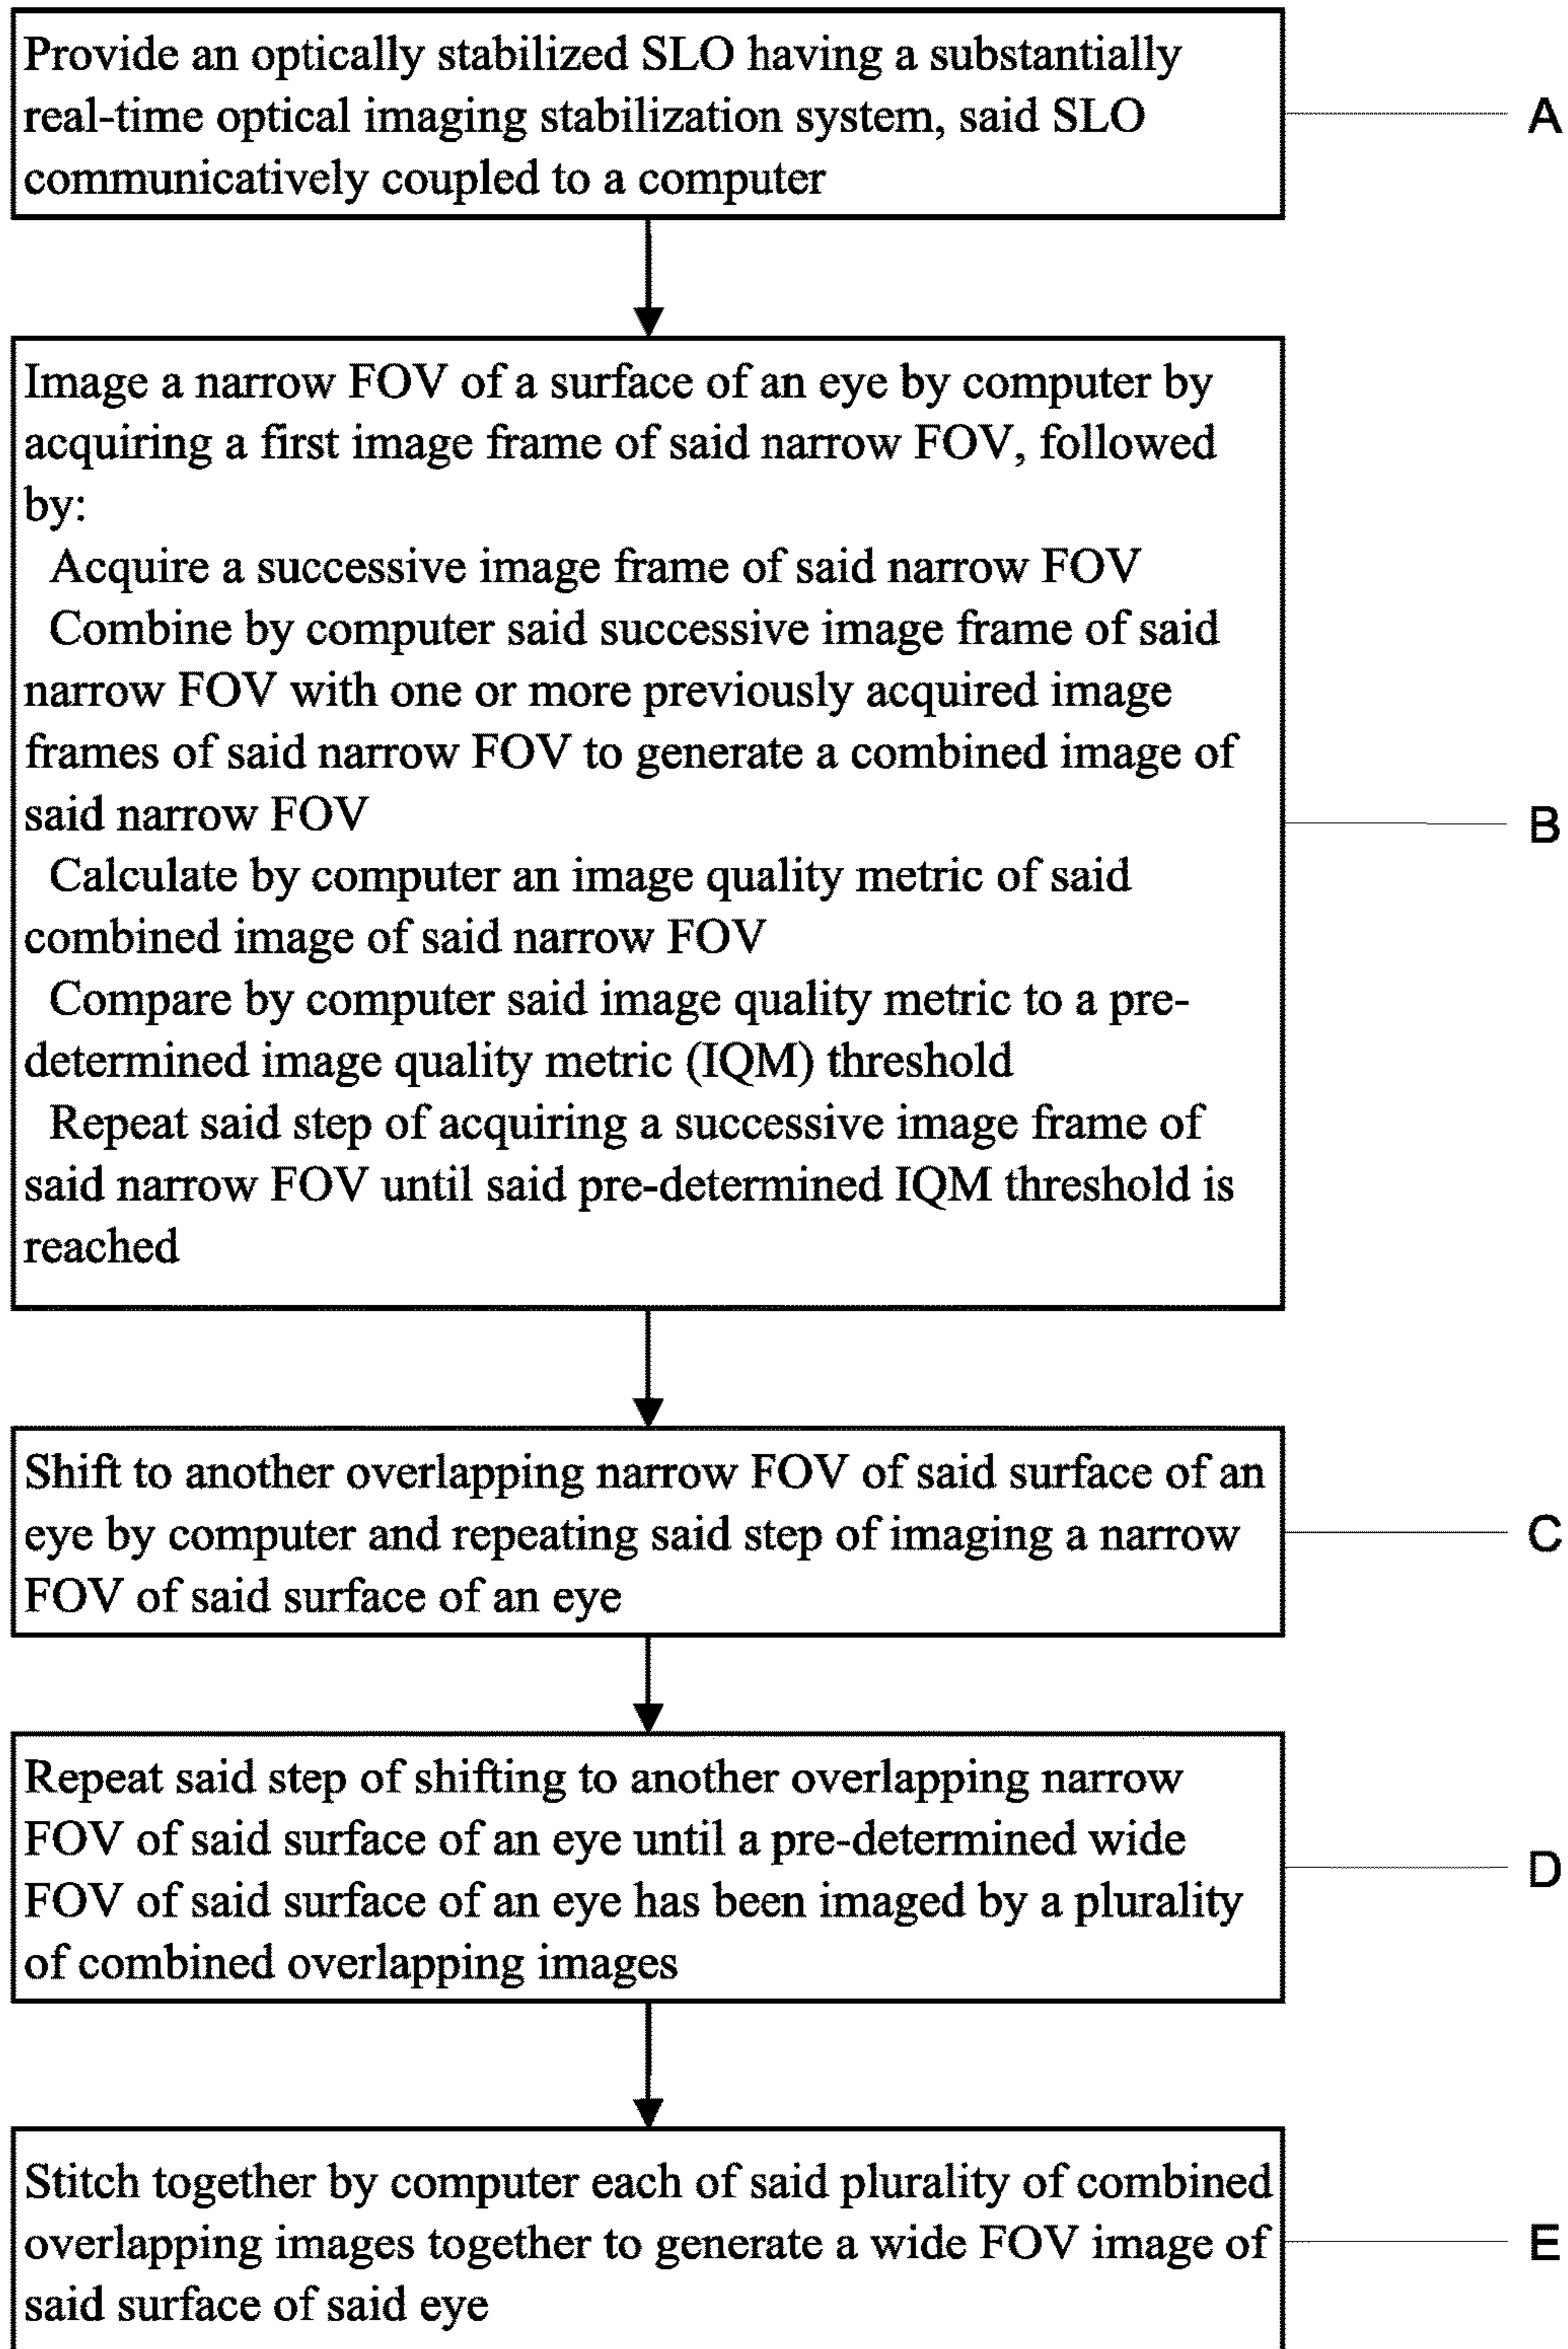 Provide an optically stabilized SLO having a substantially
real-time optical imaging stabilization system, said SLO
communicatively coupled to a computer
A
Image a narrow FOV of a surface of an eye by computer by
acquiring a first image frame of said narrow FOV, followed
by:
Acquire a successive image frame of said narrow FOV
Combine by computer said successive image frame of said
narrow FOV with one or more previously acquired image
frames of said narrow FOV to generate a combined image of
said narrow FOV
Calculate by computer an image quality metric of said
combined image of said narrow FOV
Compare by computer said image quality metric to a pre-
determined image quality metric (IQM) threshold
Repeat said step of acquiring a successive image frame of
said narrow FOV until said pre-determined IQM threshold is
reached
B
Shift to another overlapping narrow FOV of said surface of an
eye by computer and repeating said step of imaging a narrow
FOV of said surface of an eye
C
Repeat said step of shifting to another overlapping narrow
FOV of said surface of an eye until a pre-determined wide
FOV of said surface of an eye has been imaged by a plurality
of combined overlapping images
D
Stitch together by computer each of said plurality of combined
overlapping images together to generate a wide FOV image of
said surface of said eye
E